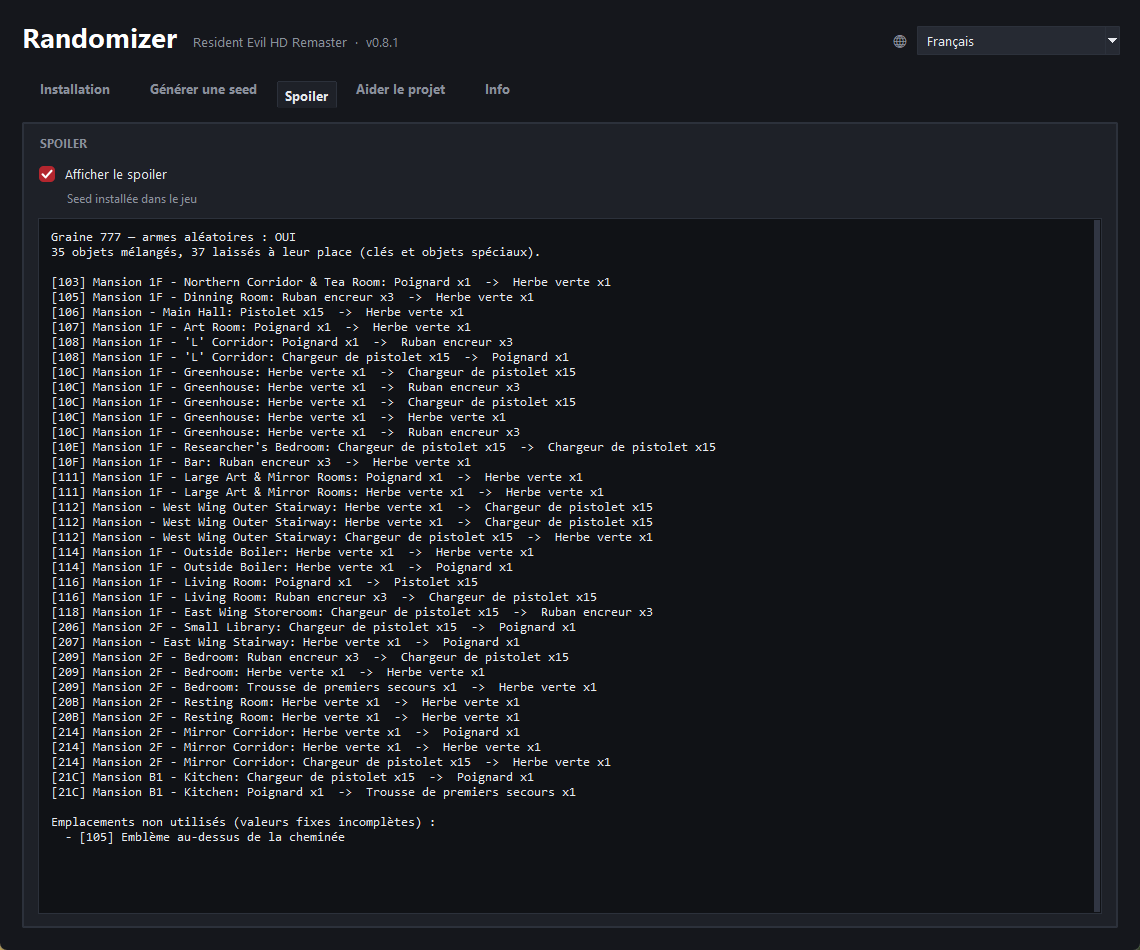 Randomizer Resident Evil HD Remaster · v0.8.1 Français
Installation Générer une seed Spoiler Aider le projet Info
SPOILER
Afficher le spoiler
Seed installée dans le jeu
Graine 777 — armes aléatoires : OUI
35 objets mélangés, 37 laissés à leur place (clés et objets spéciaux).
[103] Mansion 1F - Northern Corridor & Tea Room: Poignard x1 -> Herbe verte x1
[105] Mansion 1F - Dinning Room: Ruban encreur x3 -> Herbe verte x1
[106] Mansion - Main Hall: Pistolet x15 -> Herbe verte x1
[107] Mansion 1F - Art Room: Poignard x1 -> Herbe verte x1
[108] Mansion 1F - 'L' Corridor: Poignard x1 -> Ruban encreur x3
[108] Mansion 1F - 'L' Corridor: Chargeur de pistolet x15 -> Poignard x1
[10C] Mansion 1F - Greenhouse: Herbe verte x1 -> Chargeur de pistolet x15
[10C] Mansion 1F - Greenhouse: Herbe verte x1 -> Ruban encreur x3
[10C] Mansion 1F - Greenhouse: Herbe verte x1 -> Chargeur de pistolet x15
[10C] Mansion 1F - Greenhouse: Herbe verte x1 -> Herbe verte x1
[10C] Mansion 1F - Greenhouse: Herbe verte x1 -> Ruban encreur x3
[10E] Mansion 1F - Researcher's Bedroom: Chargeur de pistolet x15 -> Chargeur de pistolet x15
[10F] Mansion 1F - Bar: Ruban encreur x3 -> Herbe verte x1
[111] Mansion 1F - Large Art & Mirror Rooms: Poignard x1 -> Herbe verte x1
[111] Mansion 1F - Large Art & Mirror Rooms: Herbe verte x1 -> Herbe verte x1
[112] Mansion - West Wing Outer Stairway: Herbe verte x1 -> Chargeur de pistolet x15
[112] Mansion - West Wing Outer Stairway: Herbe verte x1 -> Chargeur de pistolet x15
[112] Mansion - West Wing Outer Stairway: Chargeur de pistolet x15 -> Herbe verte x1
[114] Mansion 1F - Outside Boiler: Herbe verte x1 -> Herbe verte x1
[114] Mansion 1F - Outside Boiler: Herbe verte x1 -> Poignard x1
[116] Mansion 1F - Living Room: Poignard x1 -> Pistolet x15
[116] Mansion 1F - Living Room: Ruban encreur x3 -> Chargeur de pistolet x15
[118] Mansion 1F - East Wing Storeroom: Chargeur de pistolet x15 -> Ruban encreur x3
[206] Mansion 2F - Small Library: Chargeur de pistolet x15 -> Poignard x1
[207] Mansion - East Wing Stairway: Herbe verte x1 -> Poignard x1
[209] Mansion 2F - Bedroom: Ruban encreur x3 -> Chargeur de pistolet x15
[209] Mansion 2F - Bedroom: Herbe verte x1 -> Herbe verte x1
[209] Mansion 2F - Bedroom: Trousse de premiers secours x1 -> Herbe verte x1
[20B] Mansion 2F - Resting Room: Herbe verte x1 -> Herbe verte x1
[20B] Mansion 2F - Resting Room: Herbe verte x1 -> Herbe verte x1
[214] Mansion 2F - Mirror Corridor: Herbe verte x1 -> Poignard x1
[214] Mansion 2F - Mirror Corridor: Herbe verte x1 -> Herbe verte x1
[214] Mansion 2F - Mirror Corridor: Chargeur de pistolet x15 -> Herbe verte x1
[21C] Mansion B1 - Kitchen: Chargeur de pistolet x15 -> Poignard x1
[21C] Mansion B1 - Kitchen: Poignard x1 -> Trousse de premiers secours x1
Emplacements non utilisés (valeurs fixes incomplètes) :
- [105] Emblème au-dessus de la cheminée